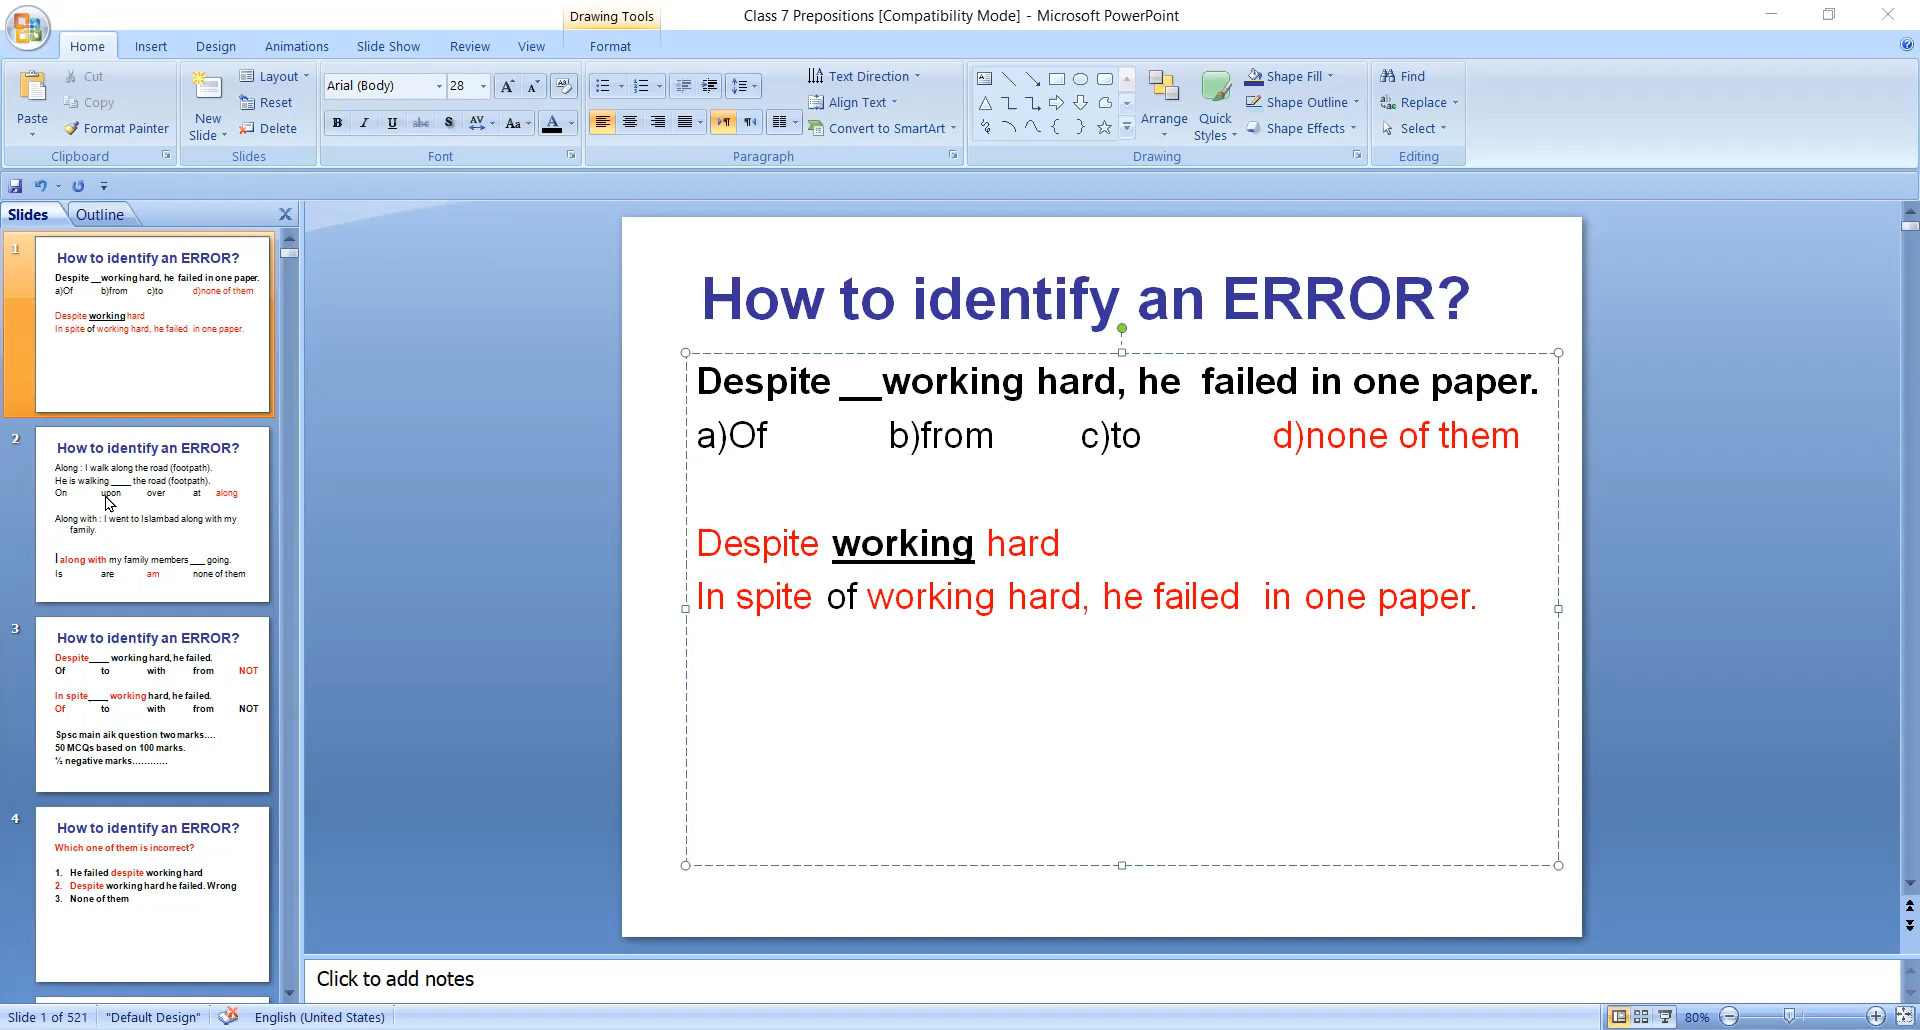 Drawing Tools
Class 7 Prepositions [Compatibility Mode] - Microsoft PowerPoint
Home Insert Design Animations Slide Show Review View Format
Paste
Cut
Copy
Format Painter
Clipboard
New Slide
Layout
Reset
Delete
Slides
Arial (Body) 28
B I U abc S AV Aa A
Font
Text Direction
Align Text
Convert to SmartArt
Paragraph
Arrange
Quick Styles
Shape Fill
Shape Outline
Shape Effects
Drawing
Find
Replace
Select
Editing
Slides Outline
1
How to identify an ERROR?
Despite __working hard, he failed in one paper.
a)Of b)from c)to d)none of them
Despite working hard
In spite of working hard, he failed in one paper.
2
How to identify an ERROR?
Along : I walk along the road (footpath).
He is walking ____ the road (footpath).
On upon over at along
Along with : I went to Islambad along with my
family.
I along with my family members ___ going.
Is are am none of them
3
How to identify an ERROR?
Despite____ working hard, he failed.
Of to with from NOT
In spite____ working hard, he failed.
Of to with from NOT
Spsc main aik question two marks....
50 MCQs based on 100 marks.
½ negative marks............
4
How to identify an ERROR?
Which one of them is incorrect?
1. He failed despite working hard
2. Despite working hard he failed. Wrong
3. None of them
How to identify an ERROR?
Despite __working hard, he failed in one paper.
a)Of b)from c)to d)none of them
Despite working hard
In spite of working hard, he failed in one paper.
Click to add notes
Slide 1 of 521 "Default Design" English (United States) 80%